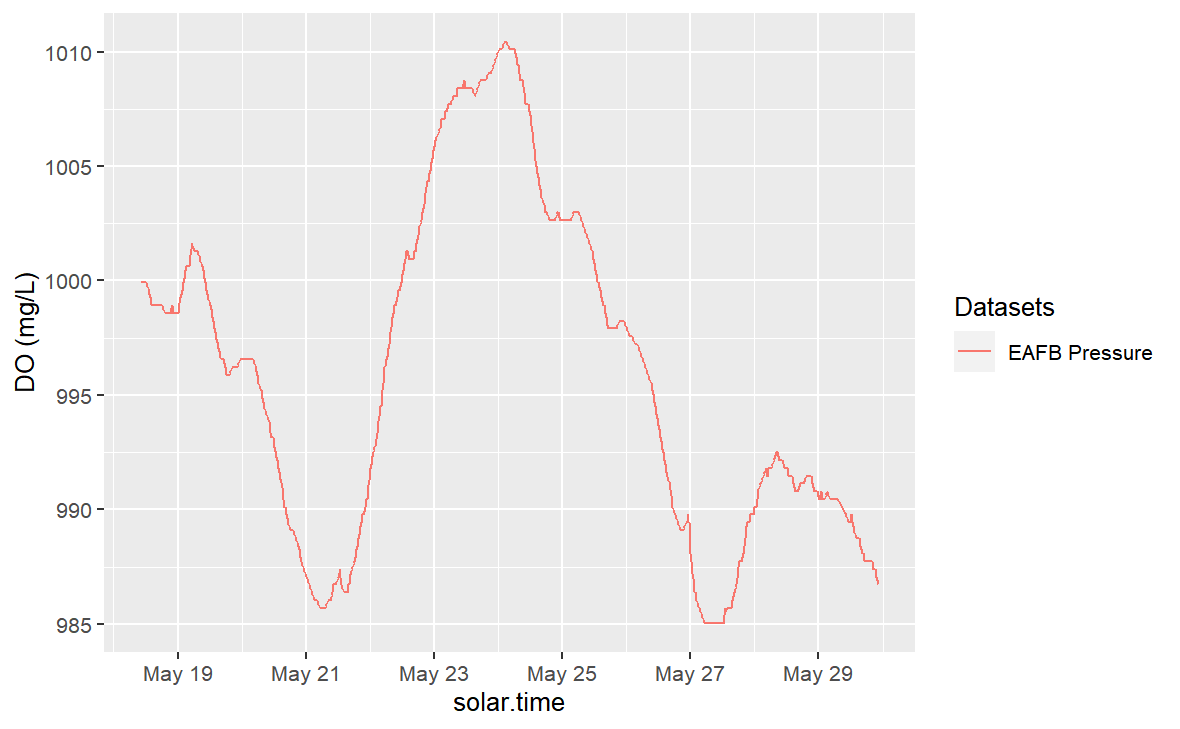 DO (mg/L)
1010
1005
1000
995
990
985
May 19
May 21
May 23
May 25
May 27
May 29
solar.time
Datasets
EAFB Pressure